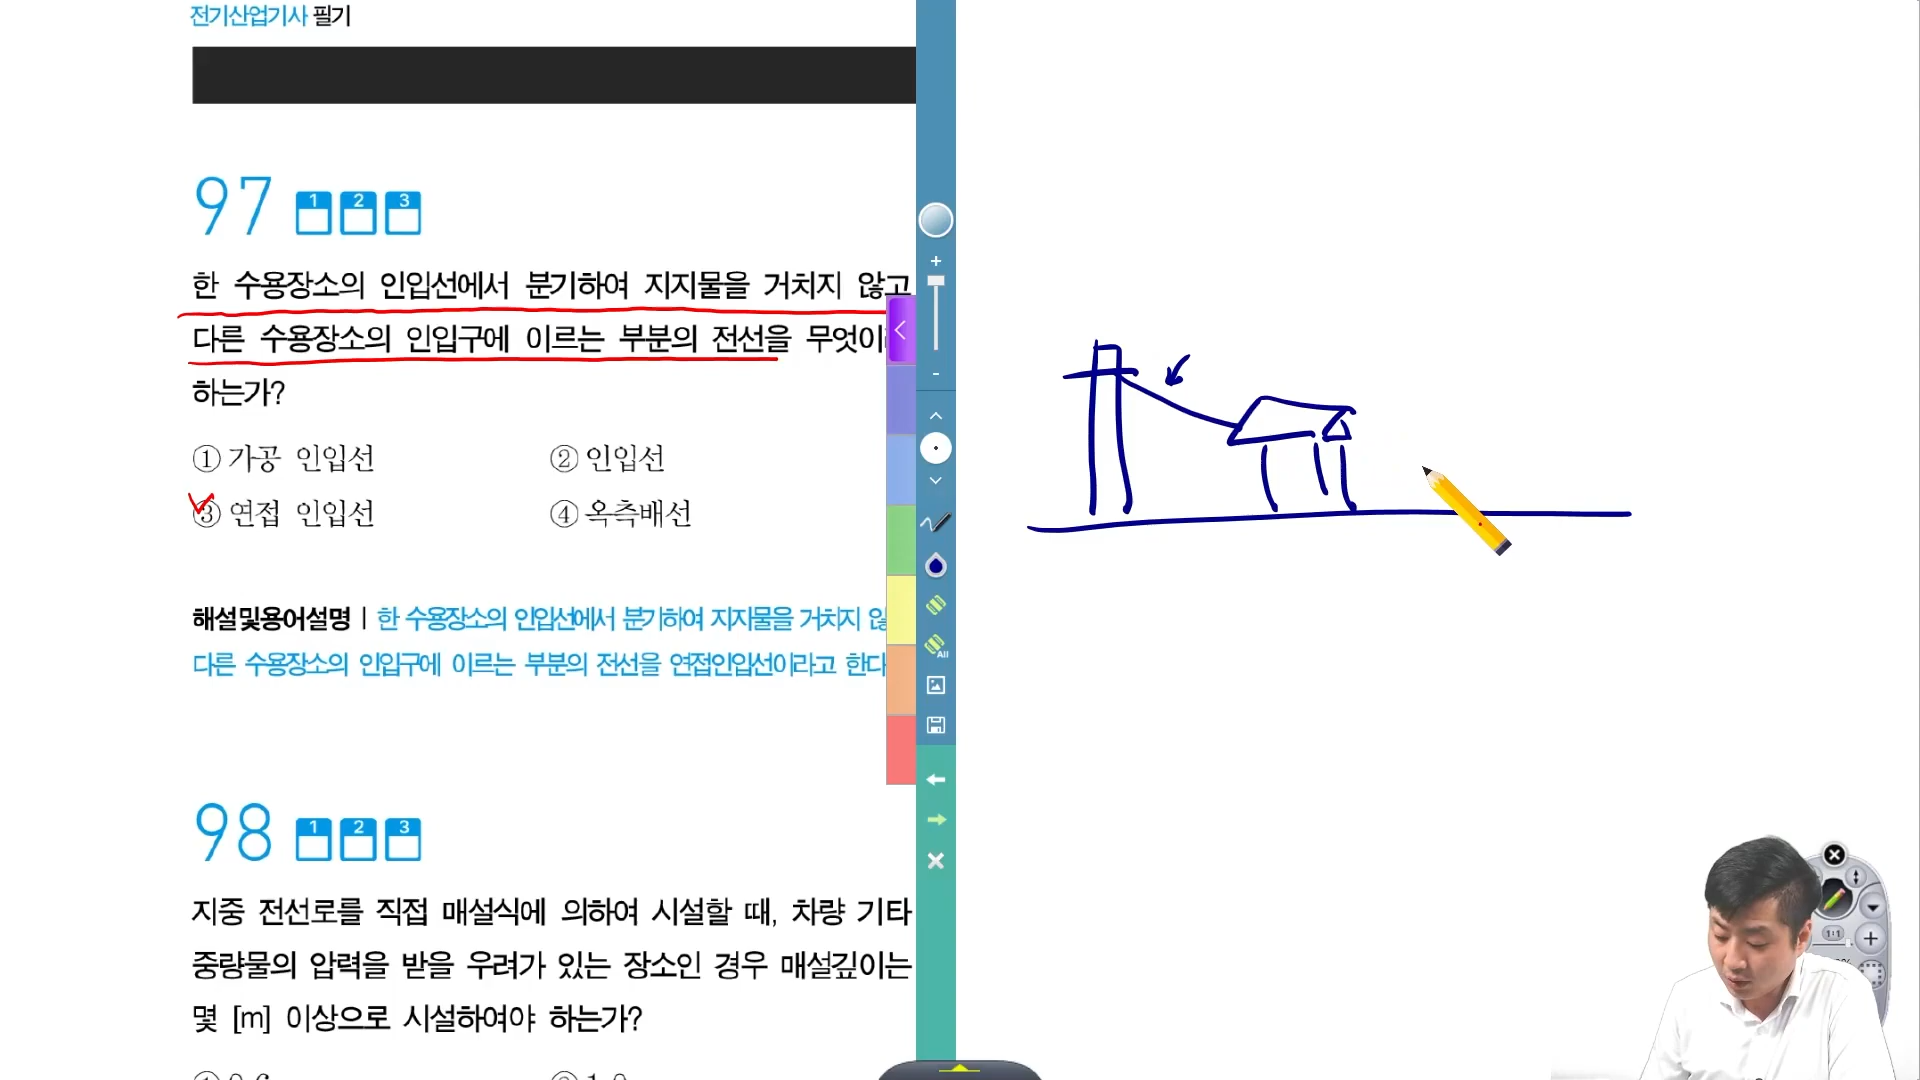 전기산업기사 필기
97 1 2 3
한 수용장소의 인입선에서 분기하여 지지물을 거치지 않고
다른 수용장소의 인입구에 이르는 부분의 전선을 무엇이
하는가?
① 가공 인입선 ② 인입선
③ 연접 인입선 ④ 옥측배선
해설및용어설명 | 한 수용장소의 인입선에서 분기하여 지지물을 거치지 않
다른 수용장소의 인입구에 이르는 부분의 전선을 연접인입선이라고 한다
98 1 2 3
지중 전선로를 직접 매설식에 의하여 시설할 때, 차량 기타
중량물의 압력을 받을 우려가 있는 장소인 경우 매설깊이는
몇 [m] 이상으로 시설하여야 하는가?
All
1:1